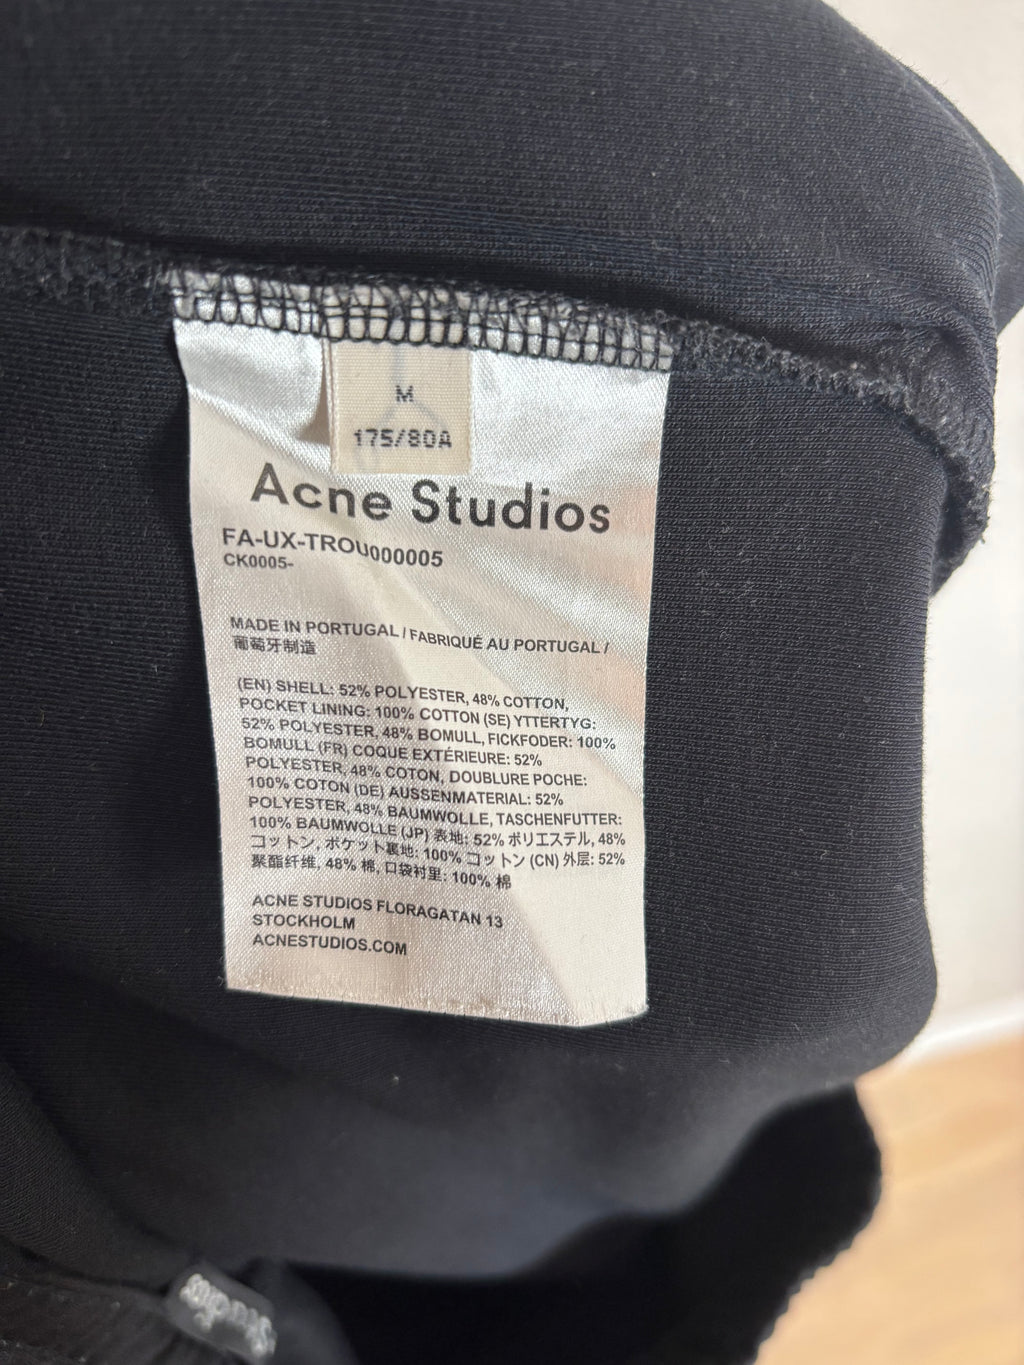 M
175/80A
Acne Studios
FA-UX-TROU000005
CK0005-
MADE IN PORTUGAL / FABRIQUÉ AU PORTUGAL /
葡萄牙制造
(EN) SHELL: 52% POLYESTER, 48% COTTON,
POCKET LINING: 100% COTTON (SE) YTTERTYG:
52% POLYESTER, 48% BOMULL, FICKFODER: 100%
BOMULL (FR) COQUE EXTÉRIEURE: 52%
POLYESTER, 48% COTON, DOUBLURE POCHE:
100% COTON (DE) AUSSENMATERIAL: 52%
POLYESTER, 48% BAUMWOLLE, TASCHENFUTTER:
100% BAUMWOLLE (JP) 表地: 52% ポリエステル, 48%
コットン, ポケット裏地: 100% コットン (CN) 外层: 52%
聚酯纤维, 48% 棉, 口袋衬里: 100% 棉
ACNE STUDIOS FLORAGATAN 13
STOCKHOLM
ACNESTUDIOS.COM